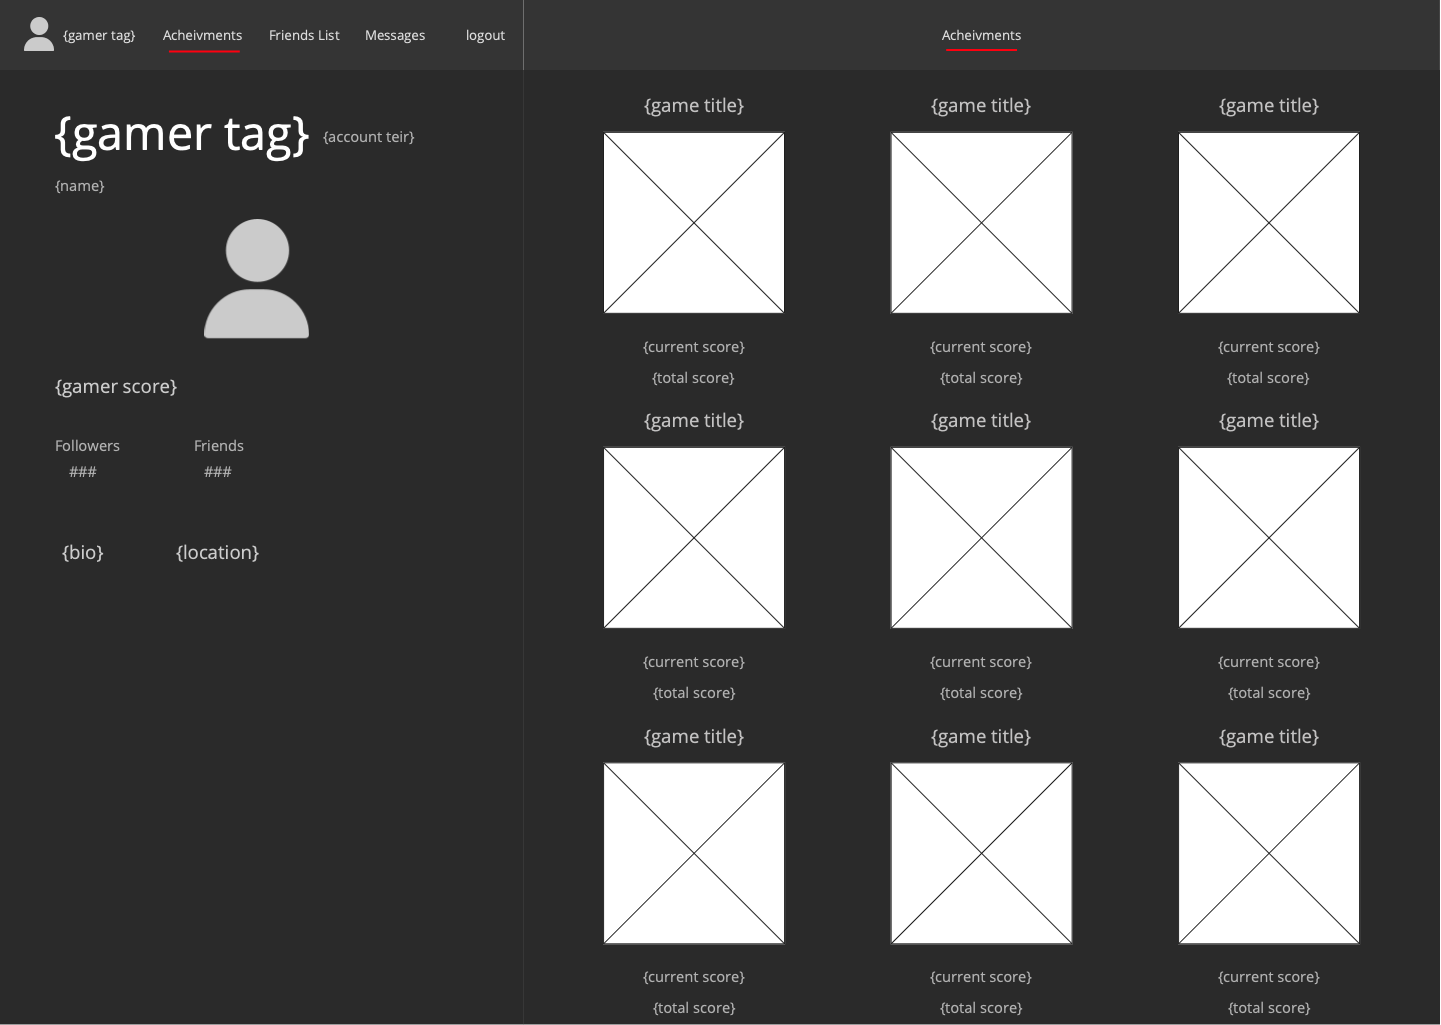 {gamer tag} Acheivments Friends List Messages logout
Acheivments
{gamer tag} {account teir}
{name}
{gamer score}
Followers Friends
### ###
{bio} {location}
{game title} {game title} {game title}
{current score} {current score} {current score}
{total score} {total score} {total score}
{game title} {game title} {game title}
{current score} {current score} {current score}
{total score} {total score} {total score}
{game title} {game title} {game title}
{current score} {current score} {current score}
{total score} {total score} {total score}